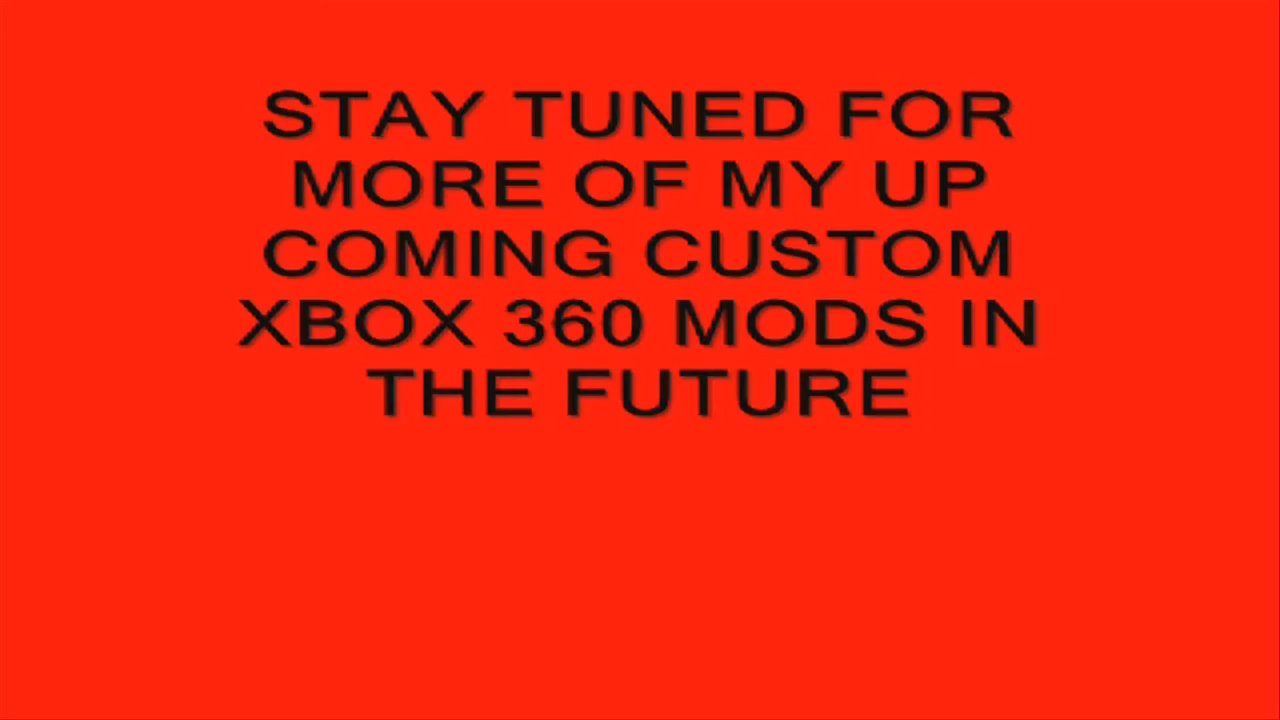 STAY TUNED FOR
MORE OF MY UP
COMING CUSTOM
XBOX 360 MODS IN
THE FUTURE